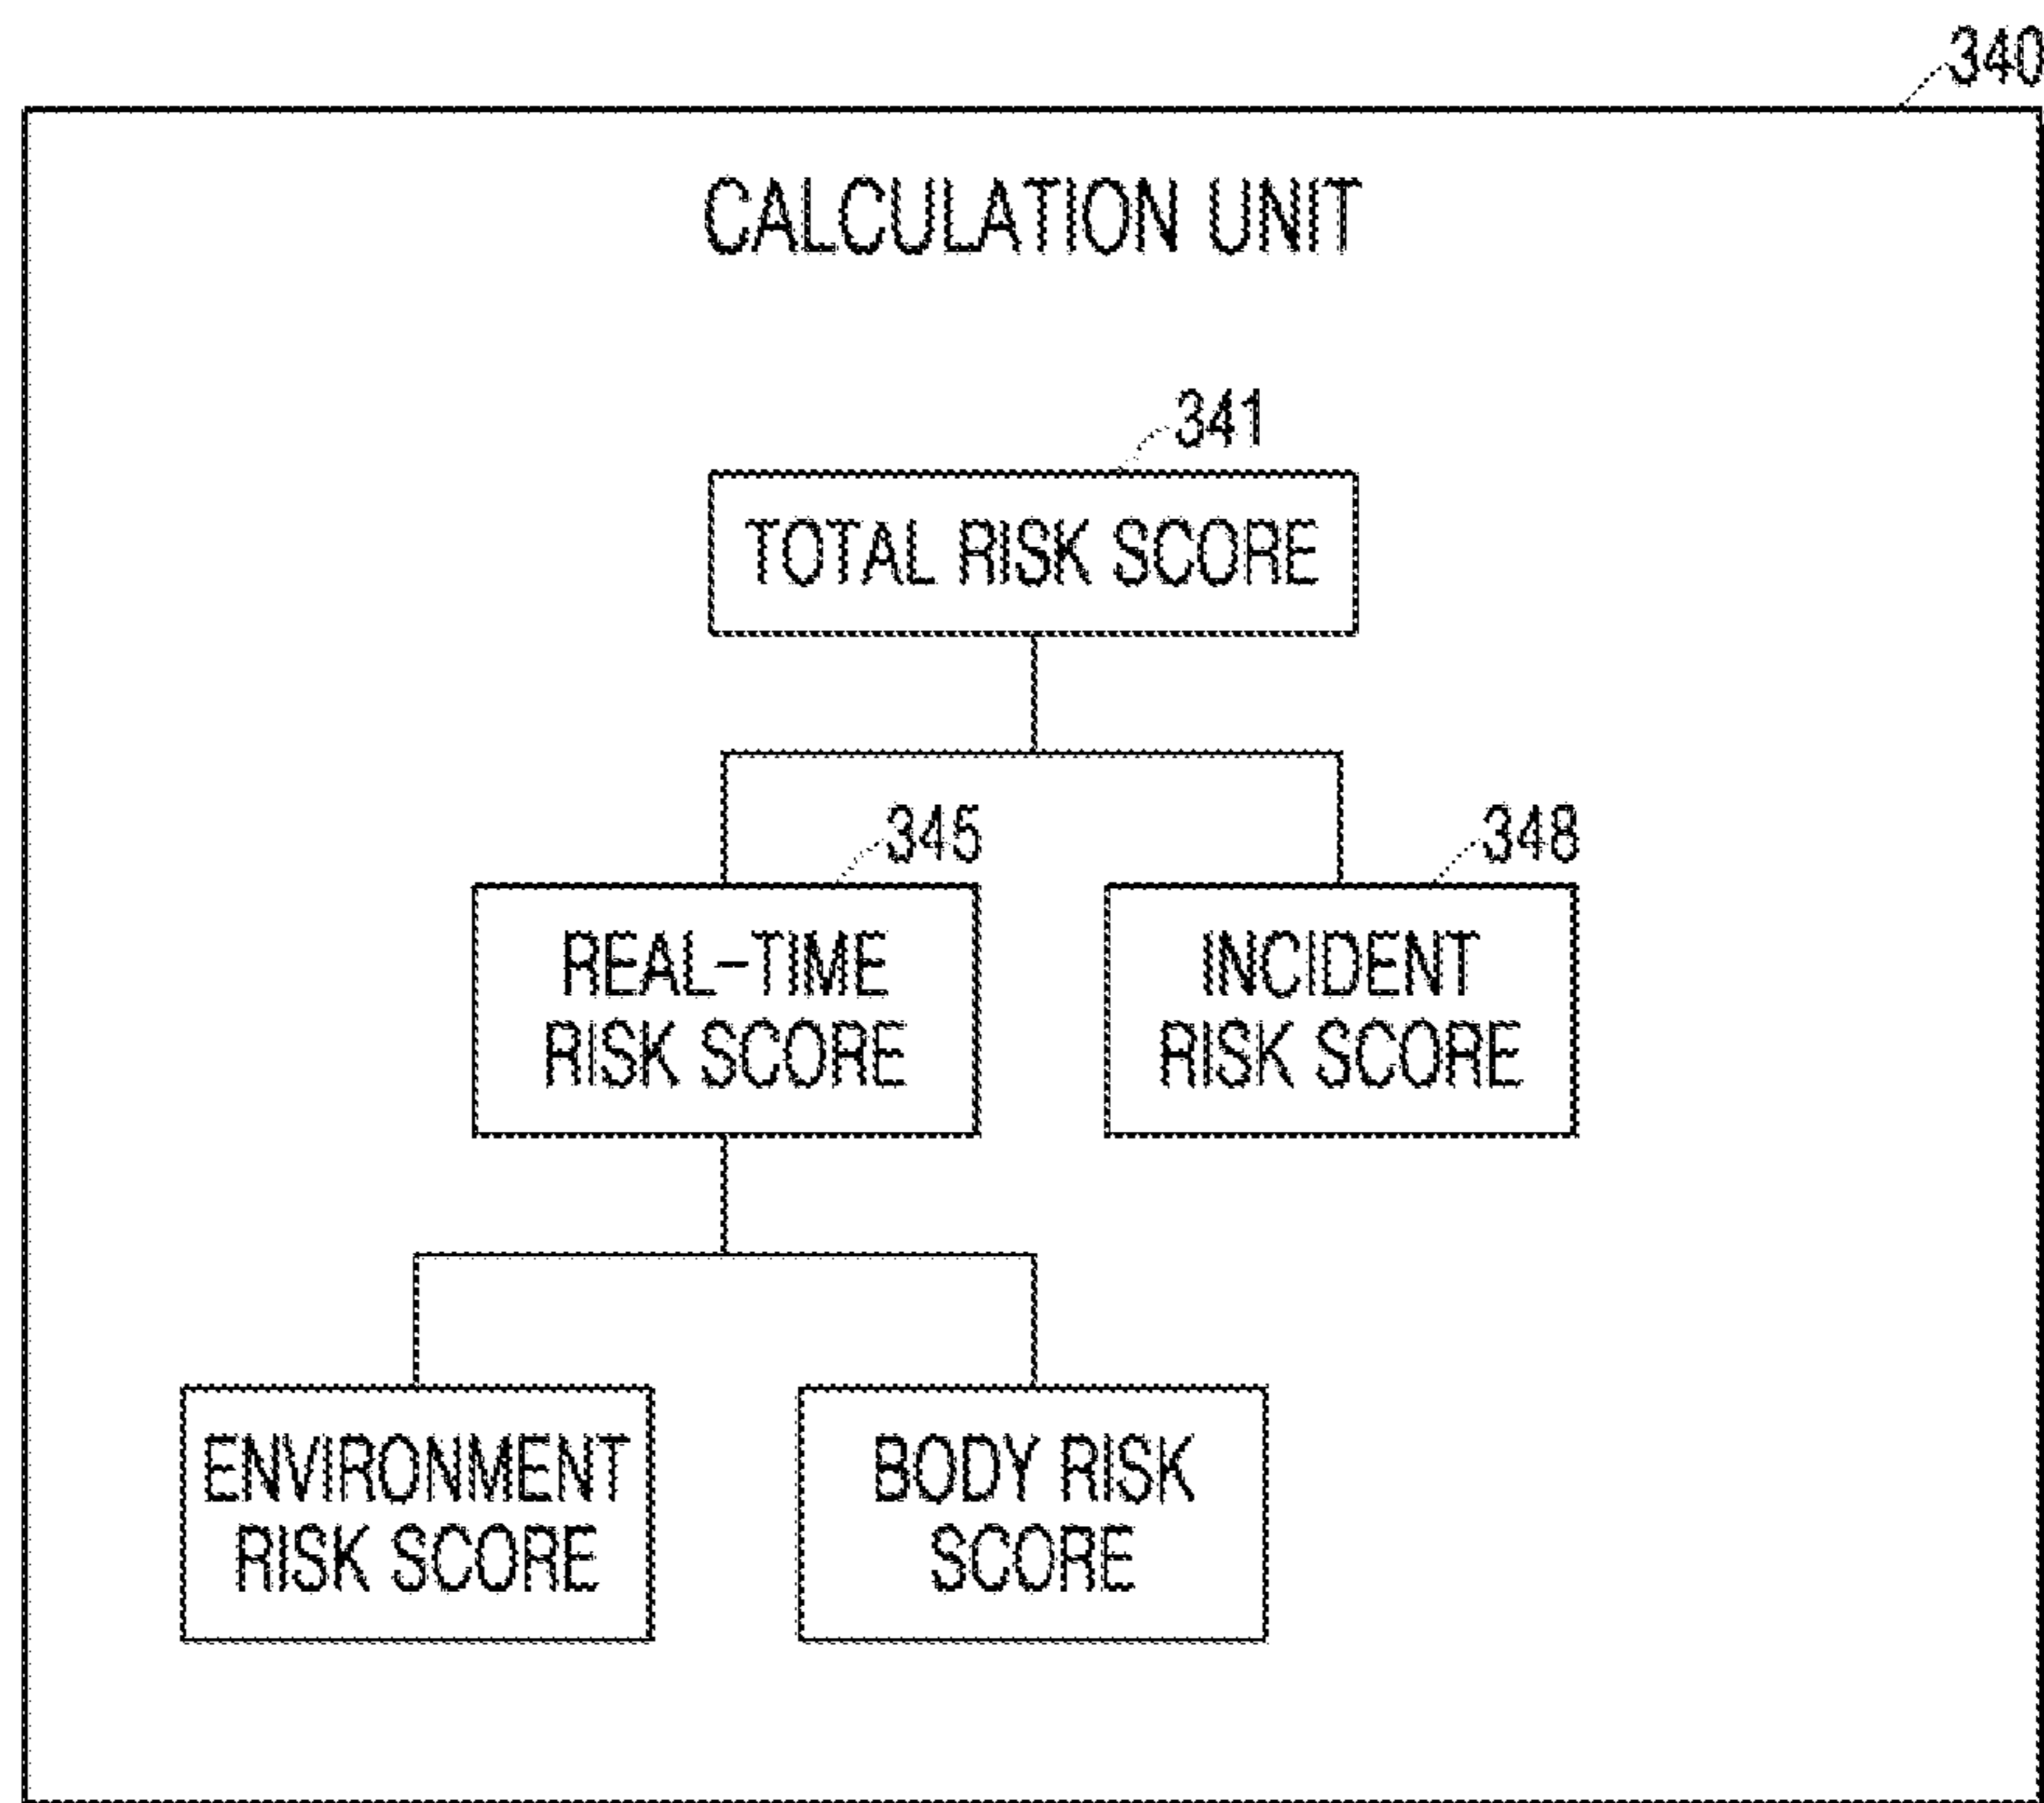 340
CALCULATION UNIT
341
TOTAL RISK SCORE
345
348
REAL-TIME
RISK SCORE
INCIDENT
RISK SCORE
ENVIRONMENT
RISK SCORE
BODY RISK
SCORE